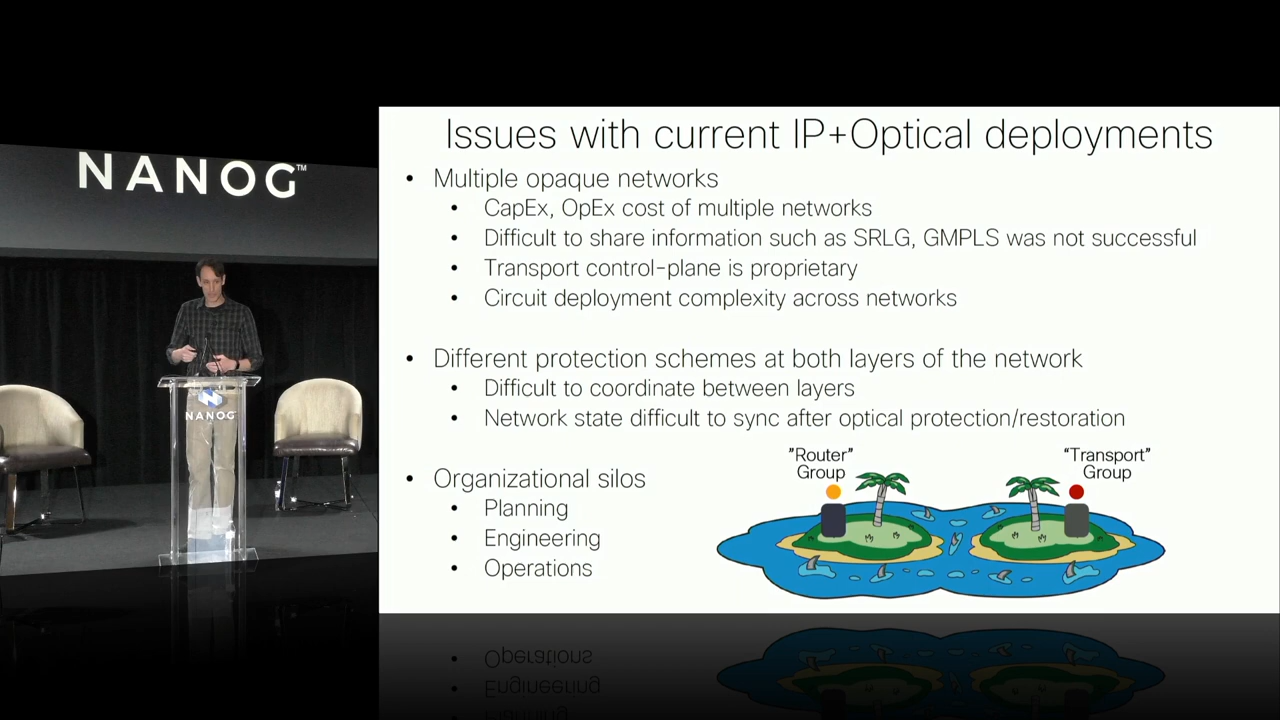 NANOG™
NANOG
Issues with current IP+Optical deployments
• Multiple opaque networks
• CapEx, OpEx cost of multiple networks
• Difficult to share information such as SRLG, GMPLS was not successful
• Transport control-plane is proprietary
• Circuit deployment complexity across networks
• Different protection schemes at both layers of the network
• Difficult to coordinate between layers
• Network state difficult to sync after optical protection/restoration
• Organizational silos
• Planning
• Engineering
• Operations
”Router”
Group
“Transport”
Group